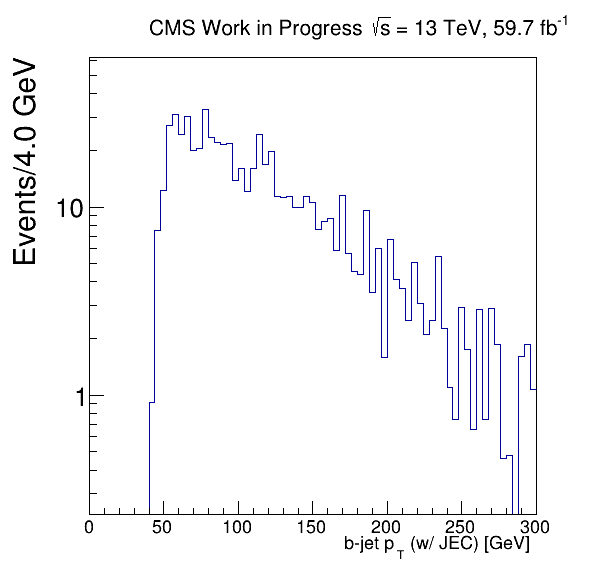 CMS Work in Progress √s = 13 TeV, 59.7 fb⁻¹
Events/4.0 GeV
10
1
0 50 100 150 200 250 300
b-jet p_T (w/ JEC) [GeV]